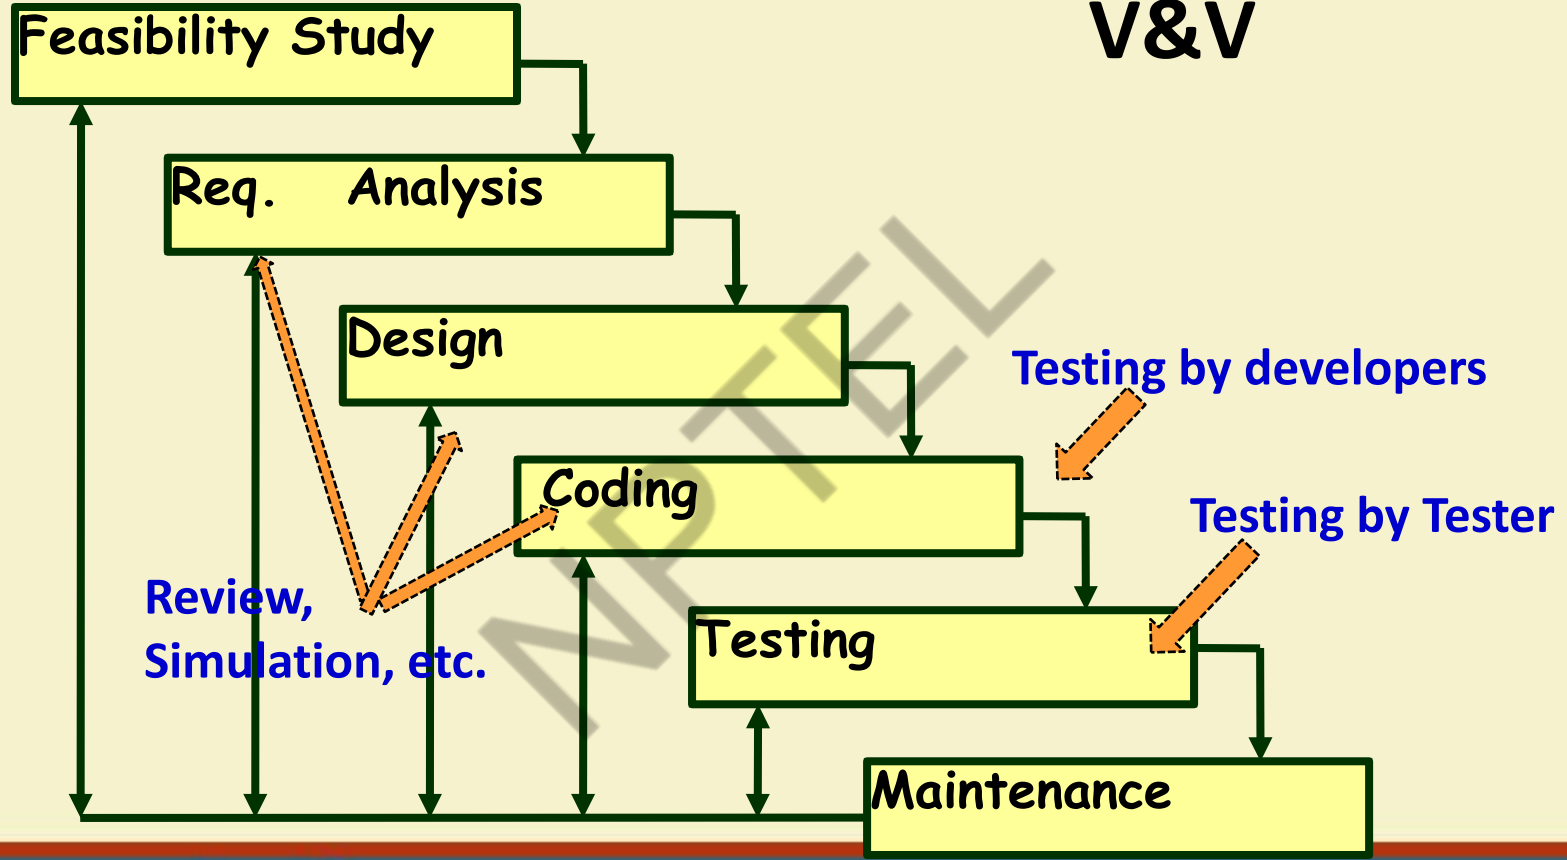 V&V
Feasibility Study
Req. Analysis
Design
Testing by developers
Coding
Testing by Tester
Review,
Simulation, etc.
Testing
Maintenance
NPTEL